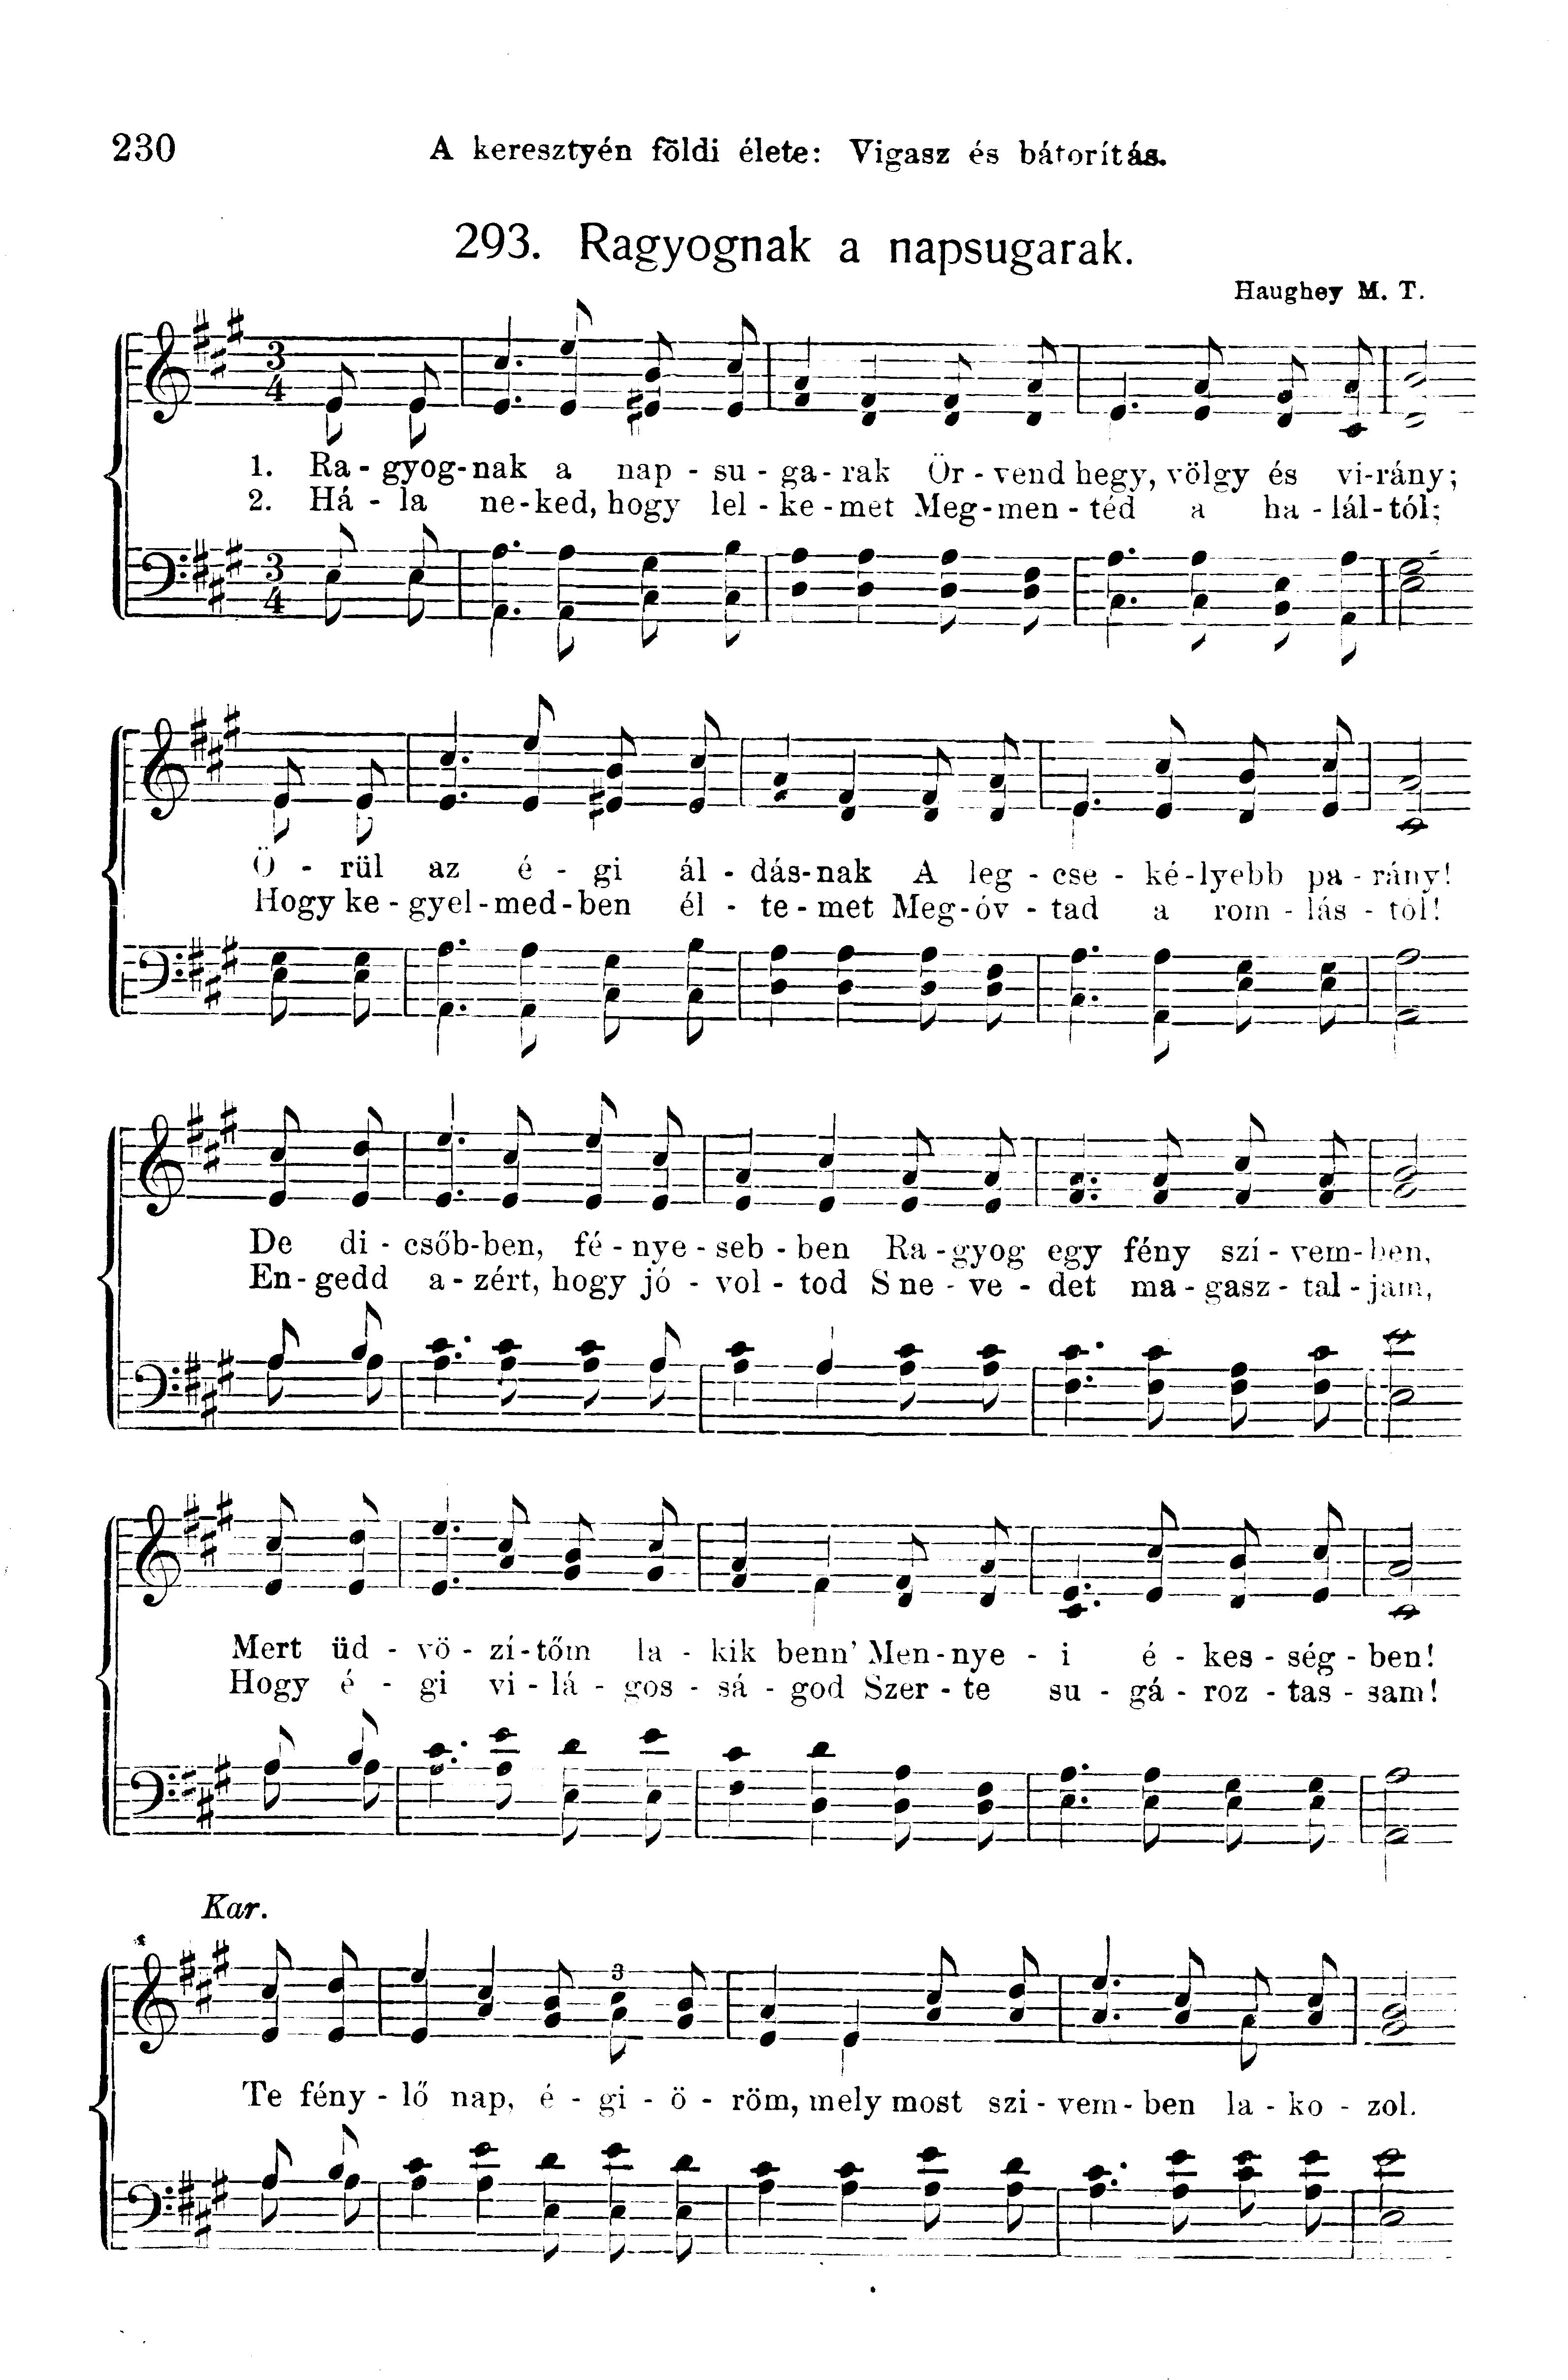 230 A keresztyén földi élete: Vigasz és bátorítás.
293. Ragyognak a napsugarak.
Haughey M. T.
3 4
1. Ra - gyog - nak a nap - su - ga - rak Ör - vend hegy, völgy és vi - rány;
2. Há - la ne - ked, hogy lel - ke - met Meg - men - téd a ha - lál - tól;
3 4
Ö - rül az é - gi ál - dás - nak A leg - cse - ké - lyebb pa - rány!
Hogy ke - gyel - med - ben él - te - met Meg - óv - tad a rom - lás - tól!
De di - csőb - ben, fé - nye - seb - ben Ra - gyog egy fény szí - vem - ben,
En - gedd a - zért, hogy jó - vol - tod S ne - ve - det ma - gasz - tal - jam,
Mert üd - vö - zí - tőm la - kik benn' Men - nye - i é - kes - ség - ben!
Hogy é - gi vi - lá - gos - sá - god Szer - te su - gá - roz - tas - sam!
Kar.
3
Te fény - lő nap, é - gi - ö - röm, mely most szi - vem - ben la - ko - zol.